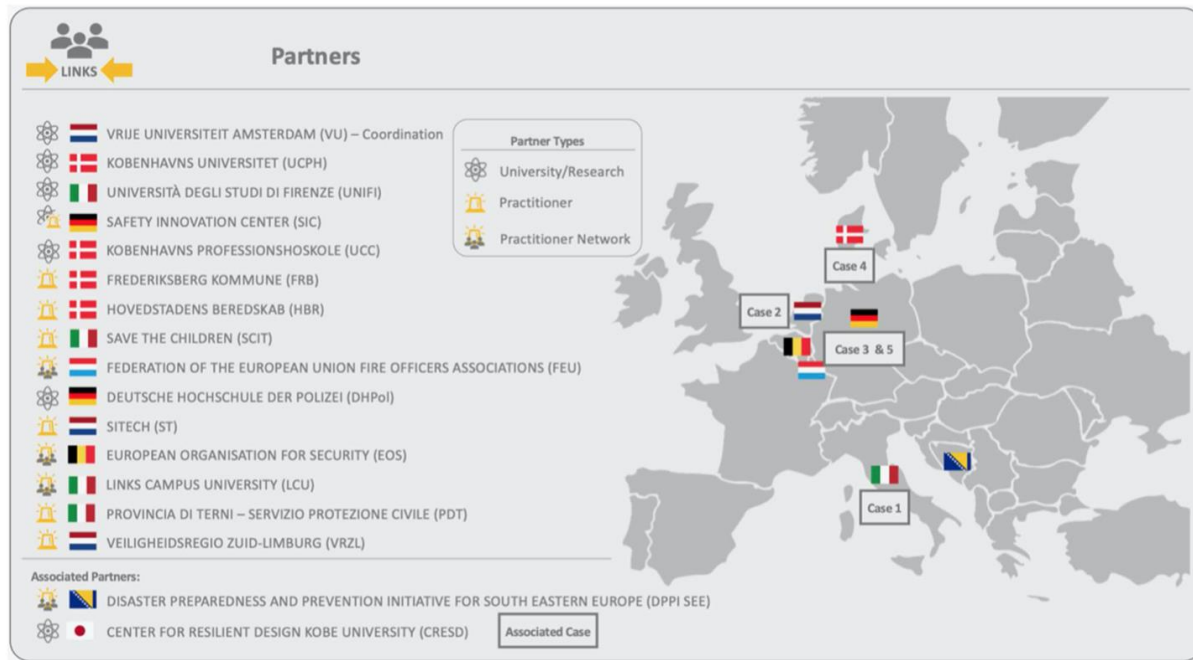 LINKS
Partners
VRIJE UNIVERSITEIT AMSTERDAM (VU) – Coordination
KOBENHAVNS UNIVERSITET (UCPH)
UNIVERSITÀ DEGLI STUDI DI FIRENZE (UNIFI)
SAFETY INNOVATION CENTER (SIC)
KOBENHAVNS PROFESSIONSHOSKOLE (UCC)
FREDERIKSBERG KOMMUNE (FRB)
HOVEDSTADENS BEREDSKAB (HBR)
SAVE THE CHILDREN (SCIT)
FEDERATION OF THE EUROPEAN UNION FIRE OFFICERS ASSOCIATIONS (FEU)
DEUTSCHE HOCHSCHULE DER POLIZEI (DHPol)
SITECH (ST)
EUROPEAN ORGANISATION FOR SECURITY (EOS)
LINKS CAMPUS UNIVERSITY (LCU)
PROVINCIA DI TERNI – SERVIZIO PROTEZIONE CIVILE (PDT)
VEILIGHEIDSREGIO ZUID-LIMBURG (VRZL)
Partner Types
University/Research
Practitioner
Practitioner Network
Case 4
Case 2
Case 3 & 5
Case 1
Associated Partners:
DISASTER PREPAREDNESS AND PREVENTION INITIATIVE FOR SOUTH EASTERN EUROPE (DPPI SEE)
CENTER FOR RESILIENT DESIGN KOBE UNIVERSITY (CRESD)
Associated Case